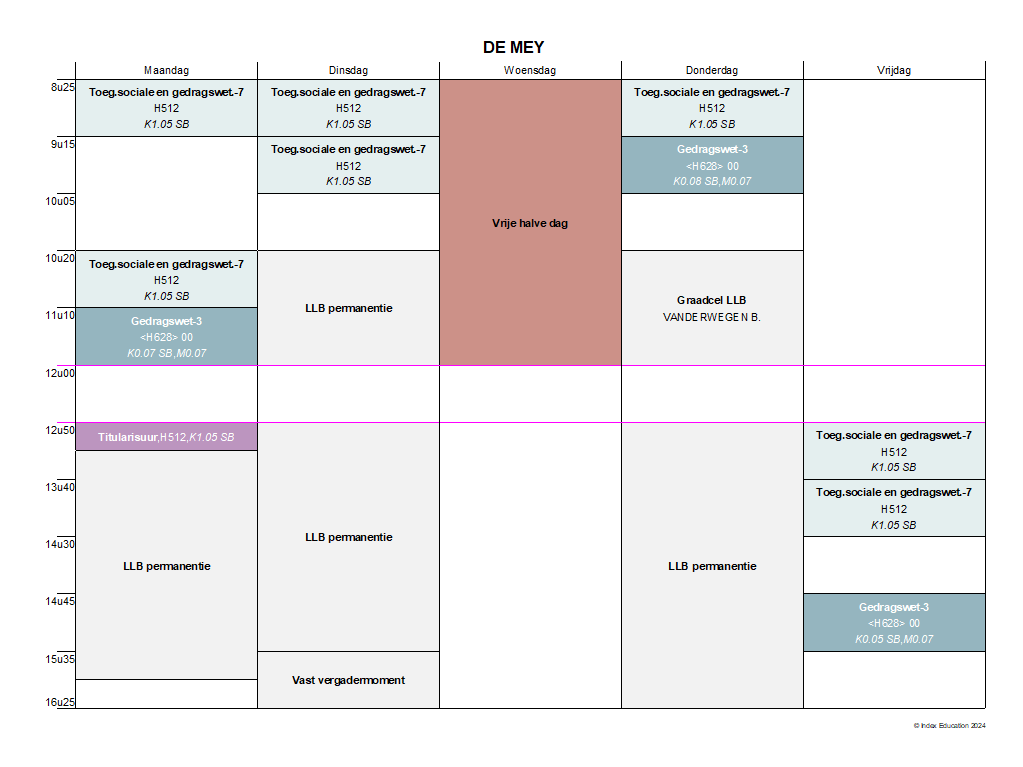 DE MEY
Maandag Dinsdag Woensdag Donderdag Vrijdag
8u25
9u15
10u05
10u20
11u10
12u00
12u50
13u40
14u30
14u45
15u35
16u25
Toeg.sociale en gedragswet.-7
H512
K1.05 SB
Toeg.sociale en gedragswet.-7
H512
K1.05 SB
Gedragswet-3
<H628> 00
K0.07 SB,M0.07
Titularisuur,H512,K1.05 SB
LLB permanentie
Toeg.sociale en gedragswet.-7
H512
K1.05 SB
Toeg.sociale en gedragswet.-7
H512
K1.05 SB
LLB permanentie
LLB permanentie
Vast vergadermoment
Vrije halve dag
Toeg.sociale en gedragswet.-7
H512
K1.05 SB
Gedragswet-3
<H628> 00
K0.08 SB,M0.07
Graadcel LLB
VANDERWEGEN B.
LLB permanentie
Toeg.sociale en gedragswet.-7
H512
K1.05 SB
Toeg.sociale en gedragswet.-7
H512
K1.05 SB
Gedragswet-3
<H628> 00
K0.05 SB,M0.07
© Index Education 2024